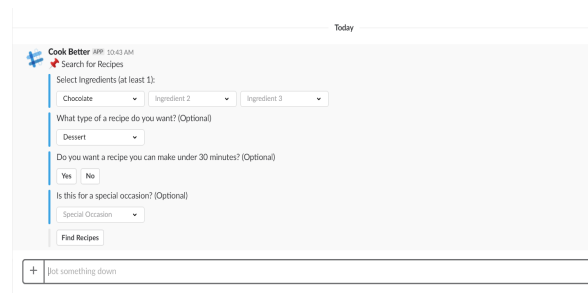 Today
Cook Better APP 10:43 AM
📌 Search for Recipes
Select Ingredients (at least 1):
Chocolate Ingredient 2 Ingredient 3
What type of a recipe do you want? (Optional)
Dessert
Do you want a recipe you can make under 30 minutes? (Optional)
Yes No
Is this for a special occasion? (Optional)
Special Occasion
Find Recipes
+ Jot something down